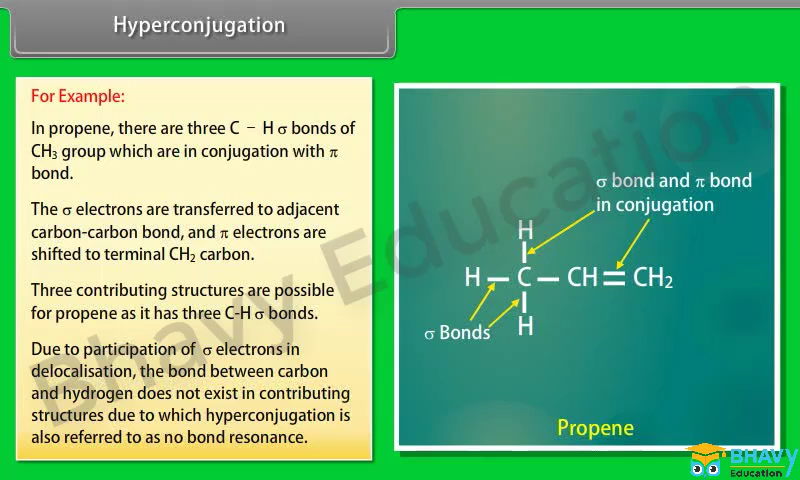 Hyperconjugation
For Example:
In propene, there are three C − H σ bonds of
CH₃ group which are in conjugation with π
bond.
The σ electrons are transferred to adjacent
carbon-carbon bond, and π electrons are
shifted to terminal CH₂ carbon.
Three contributing structures are possible
for propene as it has three C-H σ bonds.
Due to participation of σ electrons in
delocalisation, the bond between carbon
and hydrogen does not exist in contributing
structures due to which hyperconjugation is
also referred to as no bond resonance.
σ bond and π bond
in conjugation
H
H — C — CH = CH₂
H
σ Bonds
Propene
Bhavy Education
BHAVY
Education